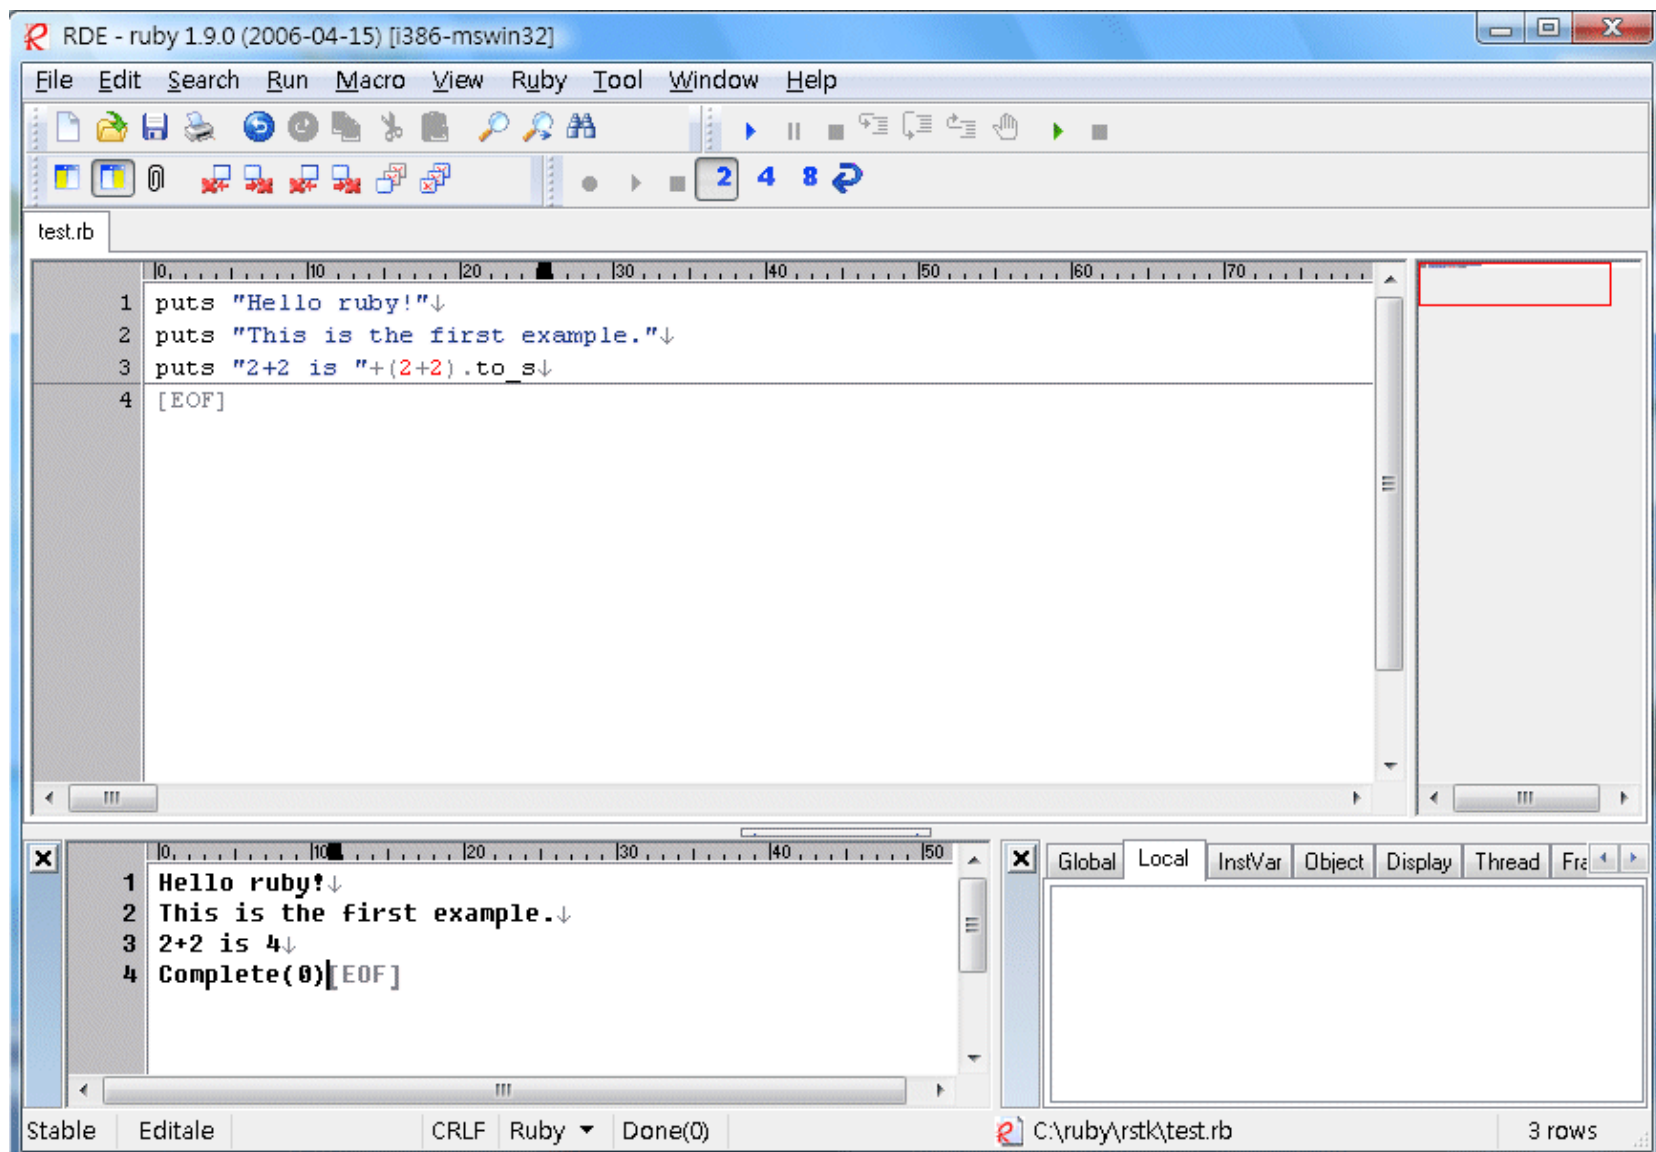 RDE - ruby 1.9.0 (2006-04-15) [i386-mswin32]
File Edit Search Run Macro View Ruby Tool Window Help
2 4 8
test.rb
0 10 20 30 40 50 60 70
1 puts "Hello ruby!"↓
2 puts "This is the first example."↓
3 puts "2+2 is "+(2+2).to_s↓
4 [EOF]
0 10 20 30 40 50
Global Local InstVar Object Display Thread Fra
1 Hello ruby!↓
2 This is the first example.↓
3 2+2 is 4↓
4 Complete(0)[EOF]
Stable Editale CRLF Ruby Done(0) C:\ruby\rstk\test.rb 3 rows